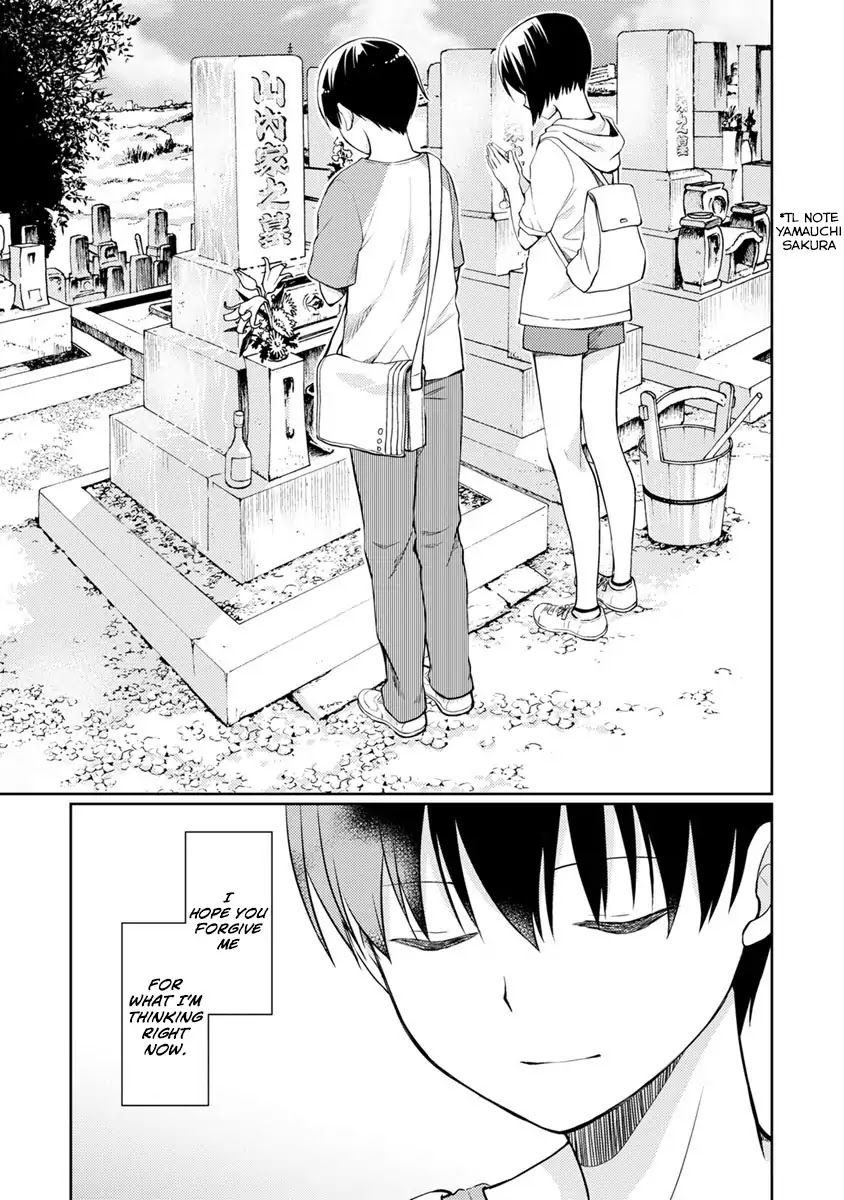 山内家之墓
*TL NOTE
YAMAUCHI
SAKURA
I
HOPE YOU
FORGIVE
ME
FOR
WHAT I'M
THINKING
RIGHT
NOW.